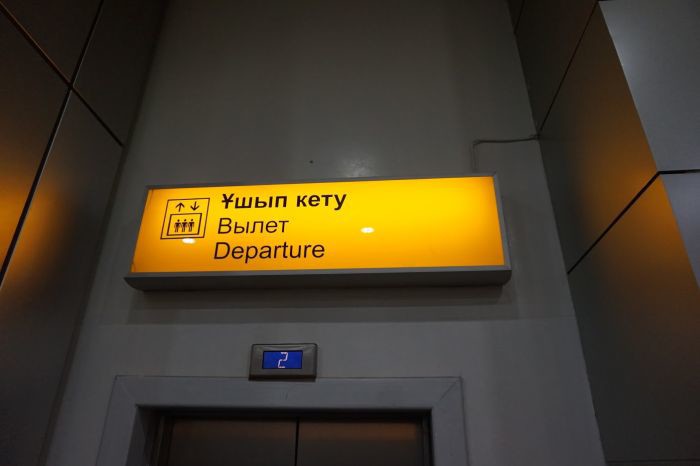 Ұшып кету
Вылет
Departure
2